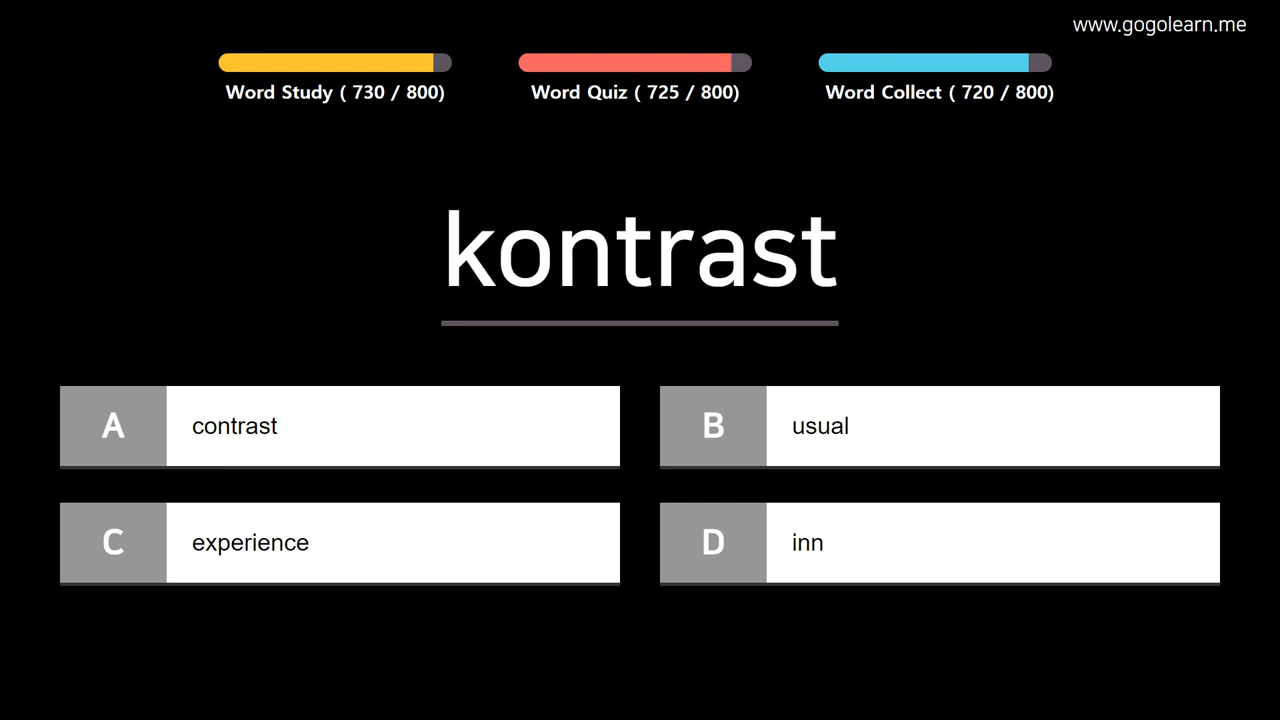 www.gogolearn.me
Word Study ( 730 / 800)
Word Quiz ( 725 / 800)
Word Collect ( 720 / 800)
kontrast
A contrast
B usual
C experience
D inn